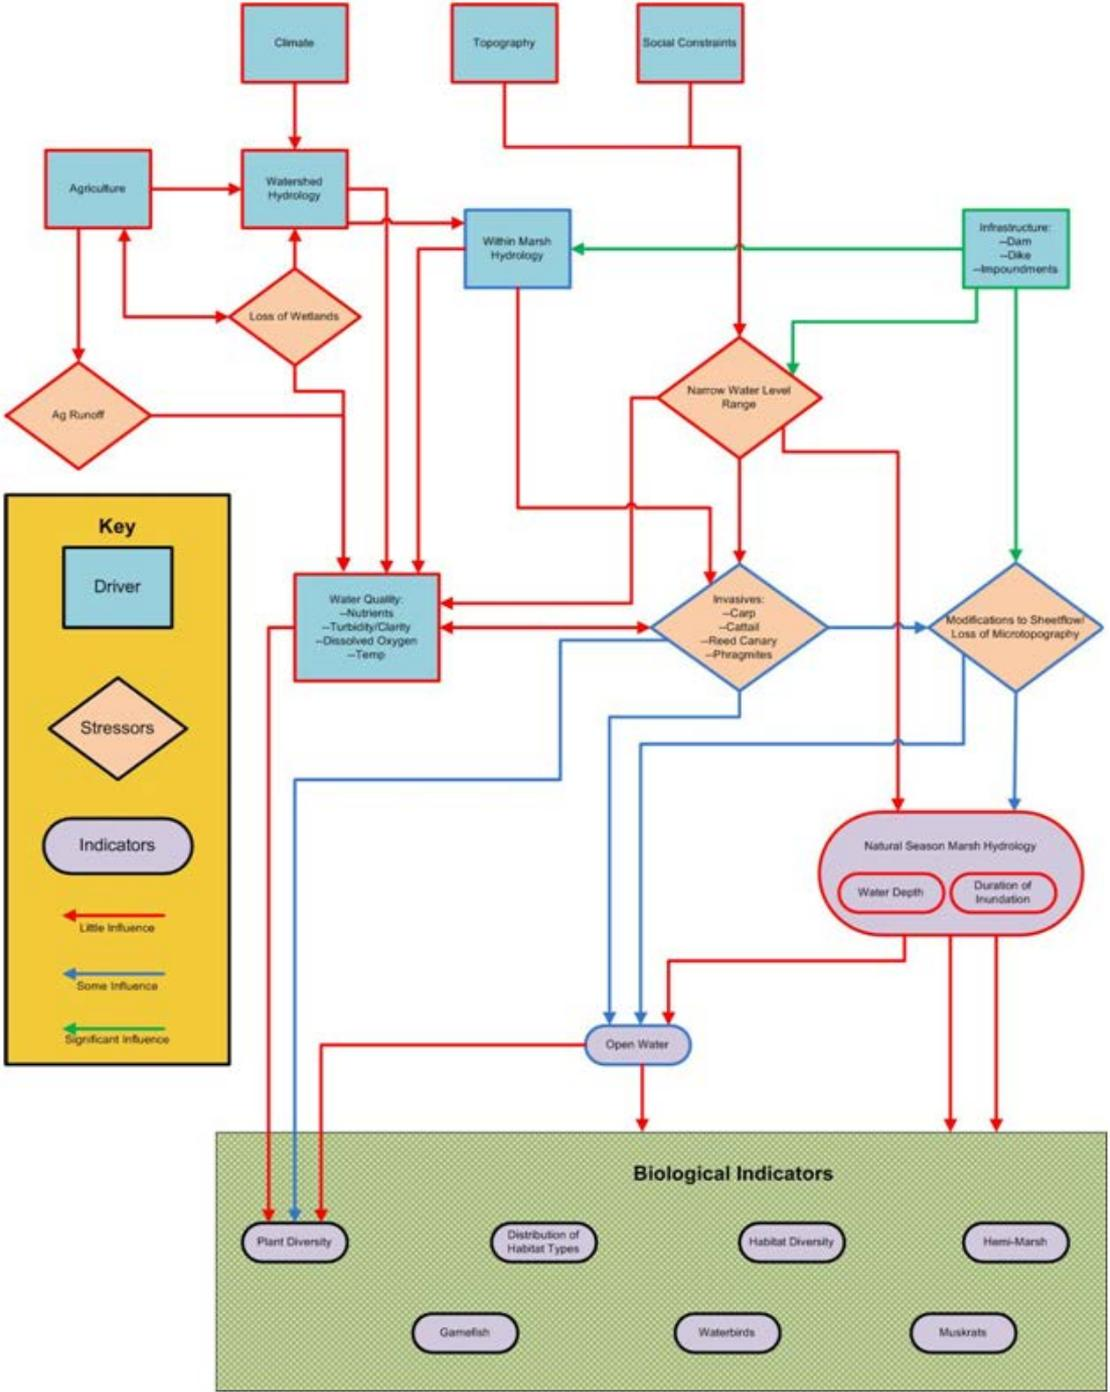 Climate
Topography
Social Constraints
Agriculture
Watershed
Hydrology
Within Marsh
Hydrology
Infrastructure:
--Dam
--Dike
--Impoundments
Loss of Wetlands
Ag Runoff
Narrow Water Level
Range
Key
Driver
Stressors
Indicators
Little Influence
Some Influence
Significant Influence
Water Quality:
--Nutrients
--Turbidity/Clarity
--Dissolved Oxygen
--Temp
Invasives:
--Carp
--Cattail
--Reed Canary
--Phragmites
Modifications to Sheetflow/
Loss of Microtopography
Natural Season Marsh Hydrology
Water Depth
Duration of
Inundation
Open Water
Biological Indicators
Plant Diversity
Distribution of
Habitat Types
Habitat Diversity
Hemi-Marsh
Gamefish
Waterbirds
Muskrats